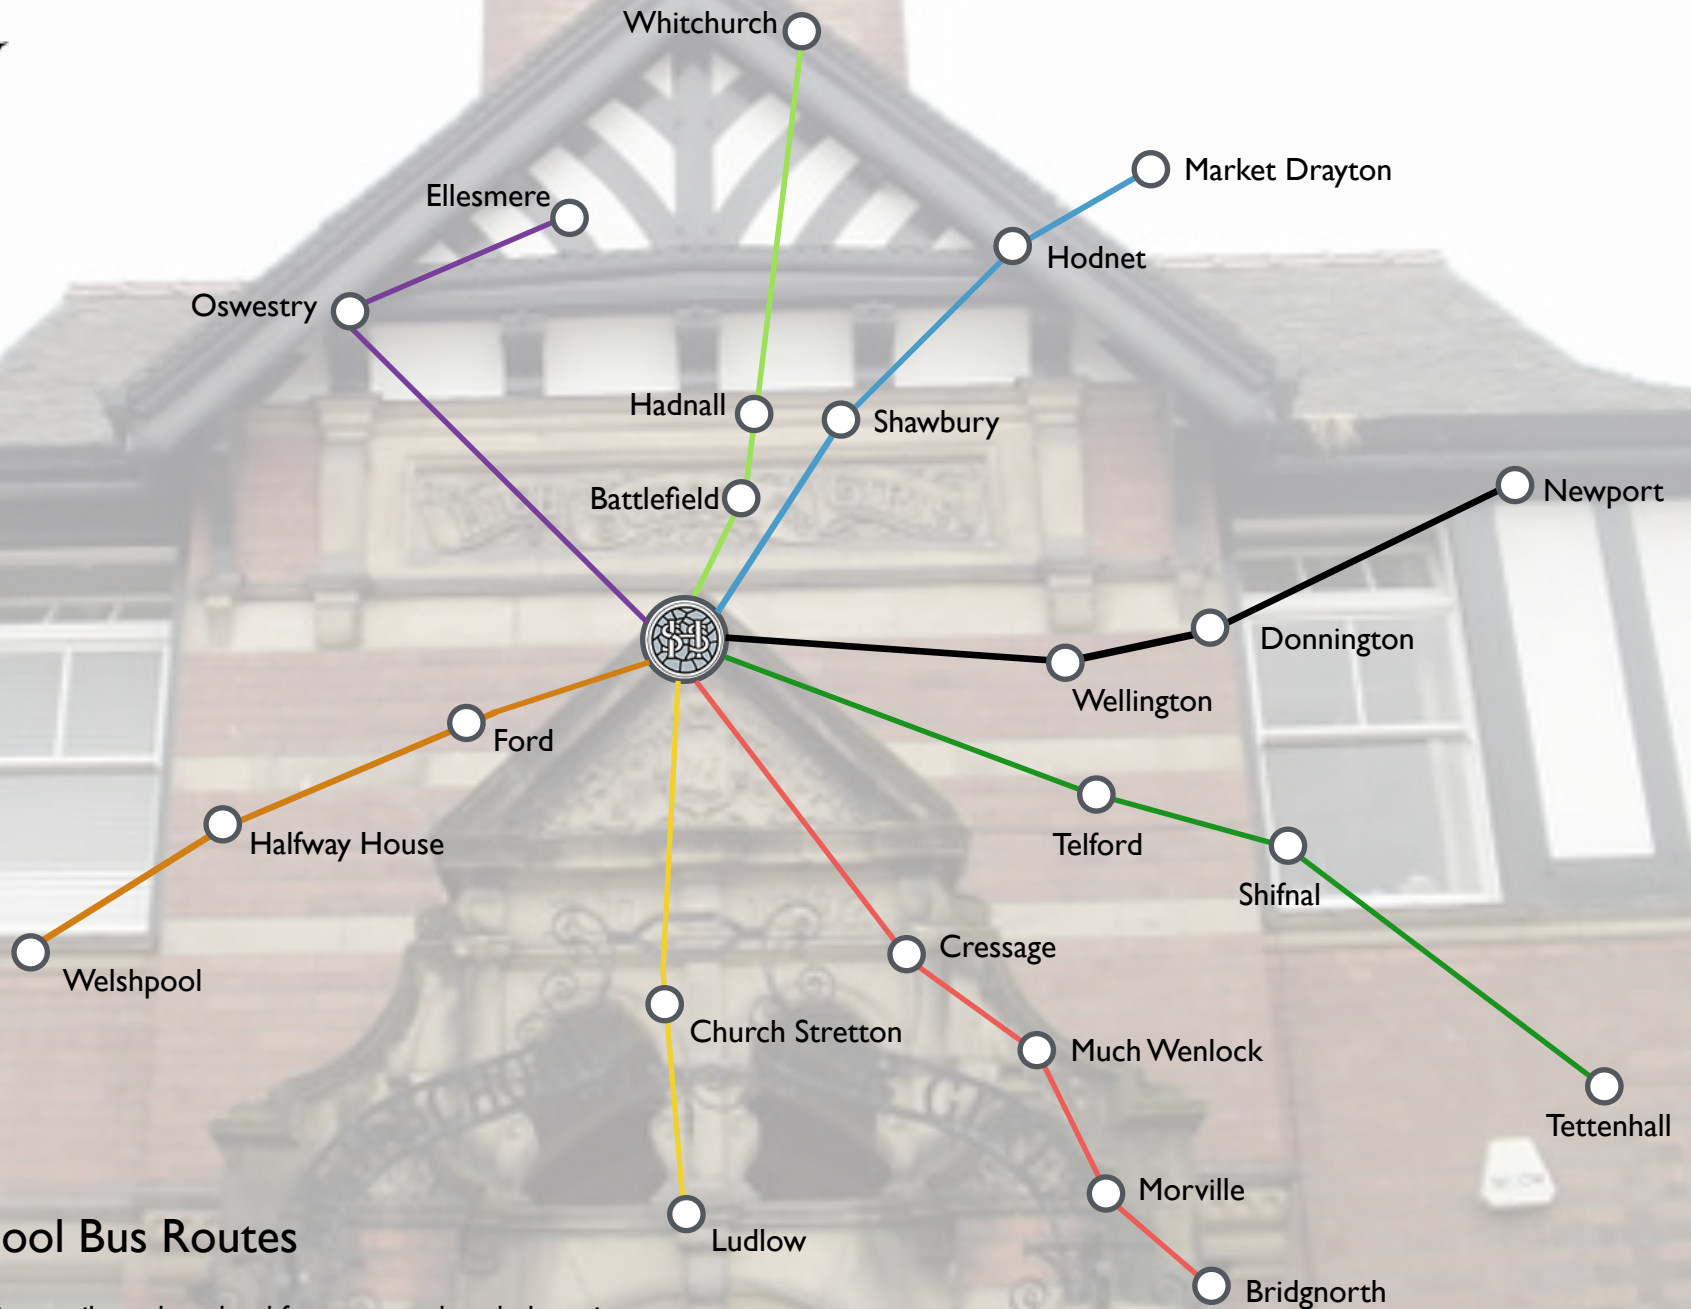 Whitchurch
Market Drayton
Ellesmere
Hodnet
Oswestry
Hadnall
Shawbury
Battlefield
Newport
SHS
Donnington
Wellington
Ford
Halfway House
Telford
Shifnal
Cressage
Welshpool
Church Stretton
Much Wenlock
Tettenhall
Morville
ool Bus Routes
Ludlow
Bridgnorth